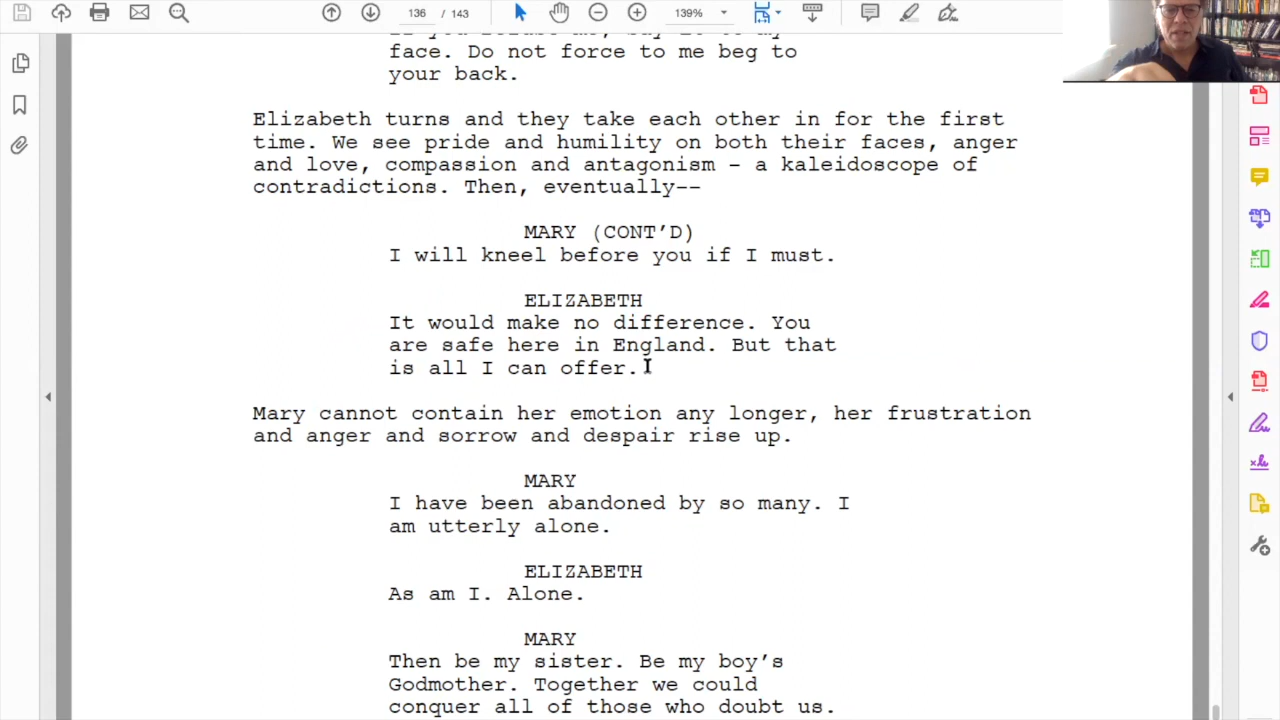 136 / 143
139%
face. Do not force to me beg to
your back.
Elizabeth turns and they take each other in for the first
time. We see pride and humility on both their faces, anger
and love, compassion and antagonism – a kaleidoscope of
contradictions. Then, eventually--
MARY (CONT'D)
I will kneel before you if I must.
ELIZABETH
It would make no difference. You
are safe here in England. But that
is all I can offer.
Mary cannot contain her emotion any longer, her frustration
and anger and sorrow and despair rise up.
MARY
I have been abandoned by so many. I
am utterly alone.
ELIZABETH
As am I. Alone.
MARY
Then be my sister. Be my boy's
Godmother. Together we could
conquer all of those who doubt us.